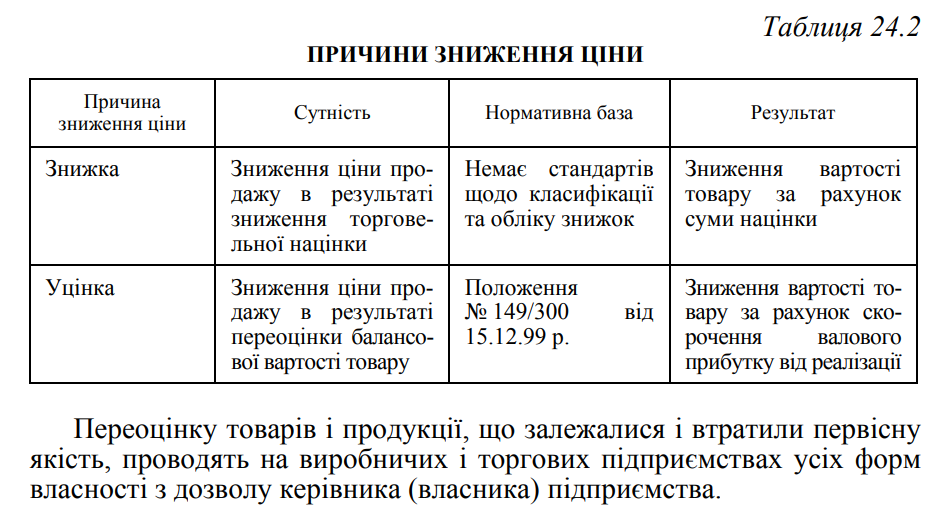 Таблиця 24.2
ПРИЧИНИ ЗНИЖЕННЯ ЦІНИ
Причина
зниження ціни
Сутність
Нормативна база
Результат
Знижка
Зниження ціни про-
дажу в результаті
зниження торгове-
льної націнки
Немає стандартів
щодо класифікації
та обліку знижок
Зниження вартості
товару за рахунок
суми націнки
Уцінка
Зниження ціни про-
дажу в результаті
переоцінки балансо-
вої вартості товару
Положення
№ 149/300 від
15.12.99 р.
Зниження вартості то-
вару за рахунок ско-
рочення валового
прибутку від реалізації
Переоцінку товарів і продукції, що залежалися і втратили первісну
якість, проводять на виробничих і торгових підприємствах усіх форм
власності з дозволу керівника (власника) підприємства.